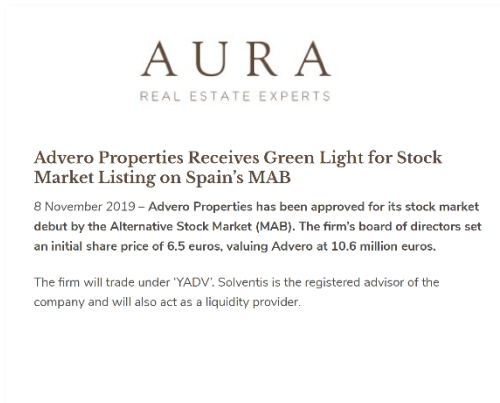 AURA
REAL ESTATE EXPERTS
Advero Properties Receives Green Light for Stock
Market Listing on Spain’s MAB
8 November 2019 – Advero Properties has been approved for its stock market
debut by the Alternative Stock Market (MAB). The firm’s board of directors set
an initial share price of 6.5 euros, valuing Advero at 10.6 million euros.
The firm will trade under ‘YADV’. Solventis is the registered advisor of the
company and will also act as a liquidity provider.